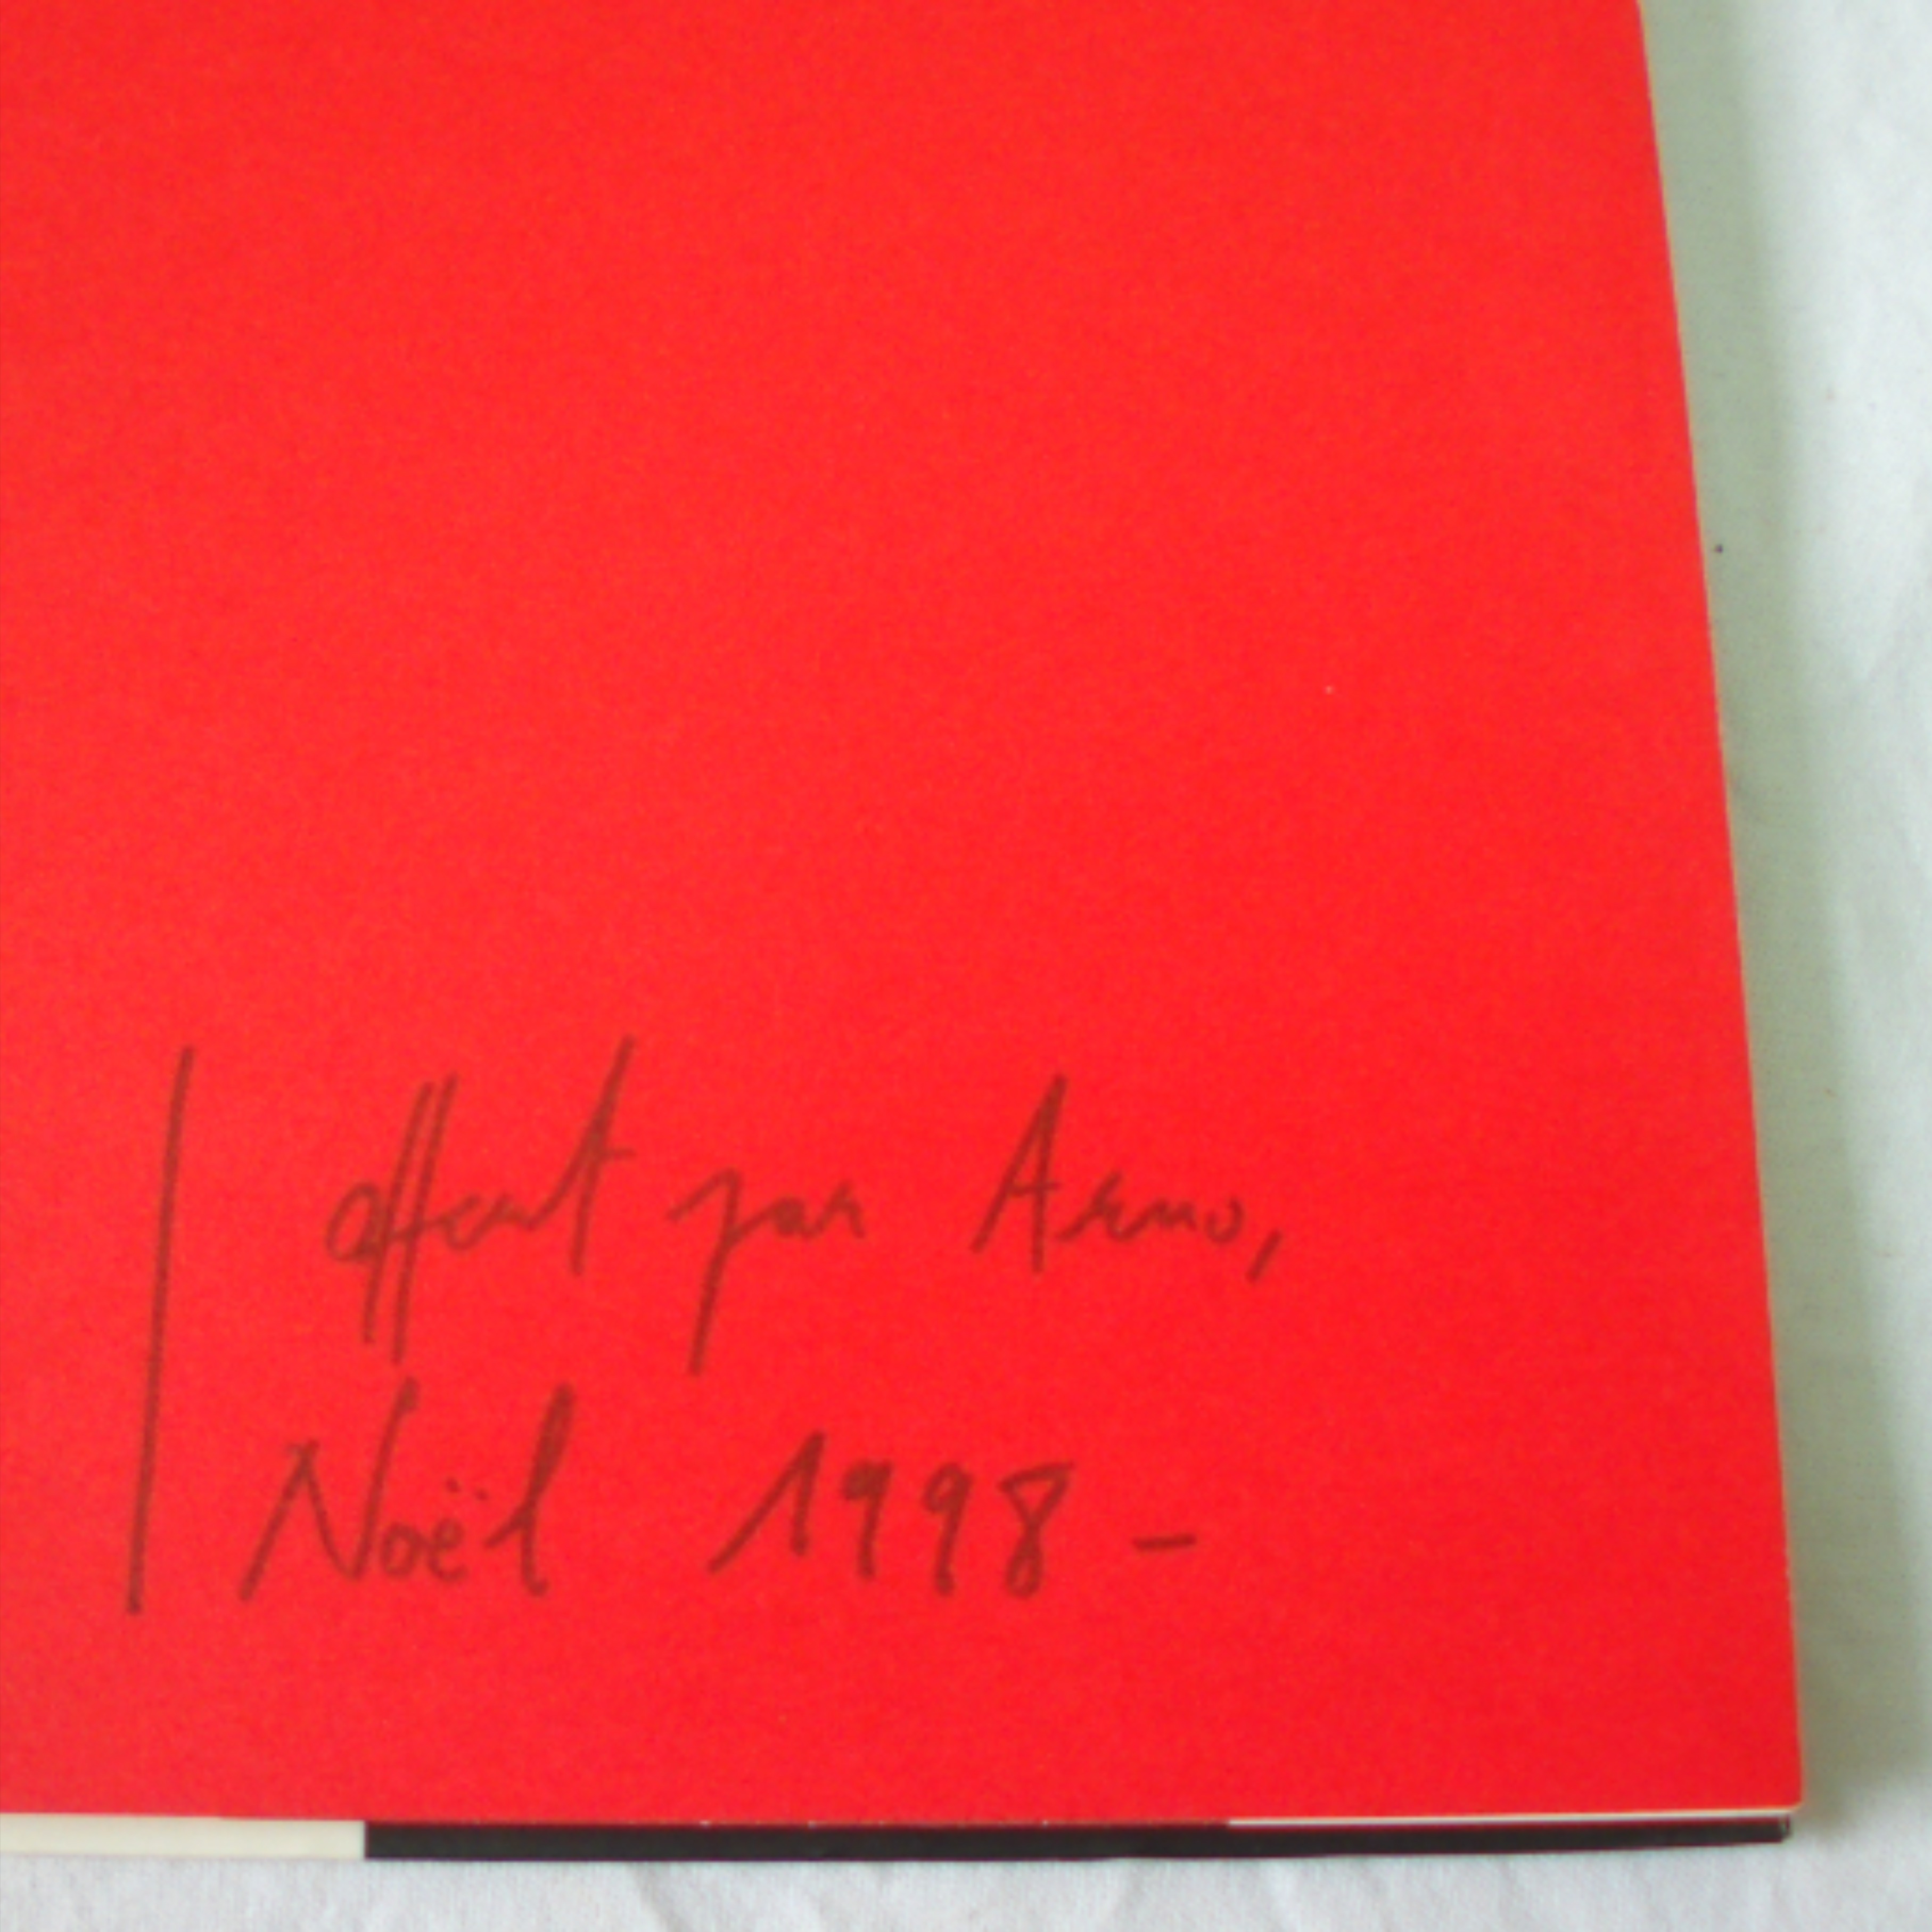 offert par Arno,
Noël 1998 -